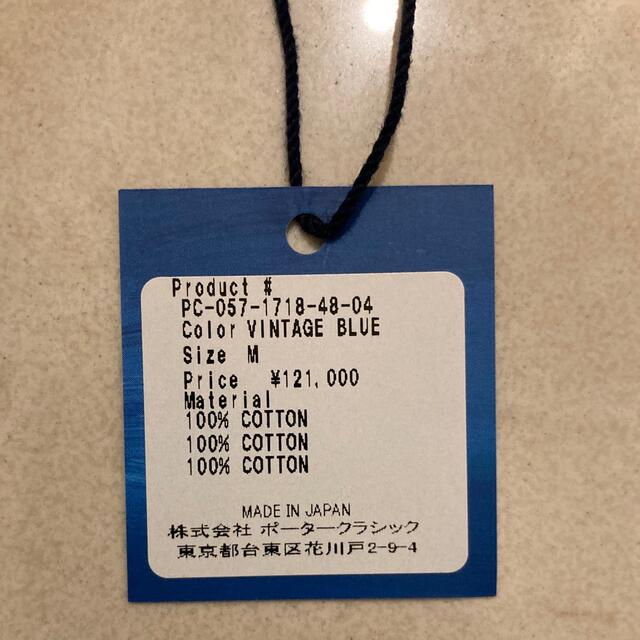 Product #
PC-057-1718-48-04
Color VINTAGE BLUE
Size M
Price ¥121,000
Material
100% COTTON
100% COTTON
100% COTTON
MADE IN JAPAN
株式会社 ポータークラシック
東京都台東区花川戸2-9-4